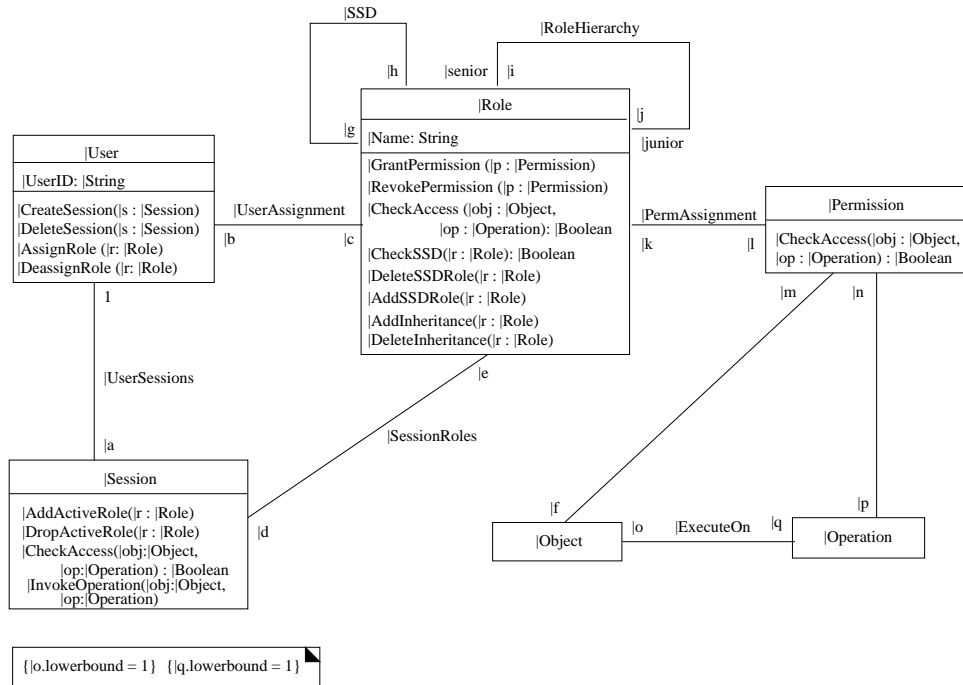 |SSD
|RoleHierarchy
|h
|senior
|i
|g
|j
|junior
|Role
|Name: String
|GrantPermission (|p : |Permission)
|RevokePermission (|p : |Permission)
|CheckAccess (|obj : |Object,
|op : |Operation): |Boolean
|CheckSSD(|r : |Role): |Boolean
|DeleteSSDRole(|r : |Role)
|AddSSDRole(|r : |Role)
|AddInheritance(|r : |Role)
|DeleteInheritance(|r : |Role)
|User
|UserID: |String
|CreateSession(|s : |Session)
|DeleteSession(|s : |Session)
|AssignRole (|r: |Role)
|DeassignRole (|r: |Role)
|UserAssignment
|b
|c
|PermAssignment
|k
|l
|Permission
|CheckAccess(|obj : |Object,
|op : |Operation) : |Boolean
1
|m
|n
|e
|UserSessions
|SessionRoles
|a
|d
|Session
|AddActiveRole(|r : |Role)
|DropActiveRole(|r : |Role)
|CheckAccess(|obj:|Object,
|op:|Operation) : |Boolean
|InvokeOperation(|obj:|Object,
|op:|Operation)
|f
|p
|o
|ExecuteOn
|q
|Object
|Operation
{|o.lowerbound = 1} {|q.lowerbound = 1}